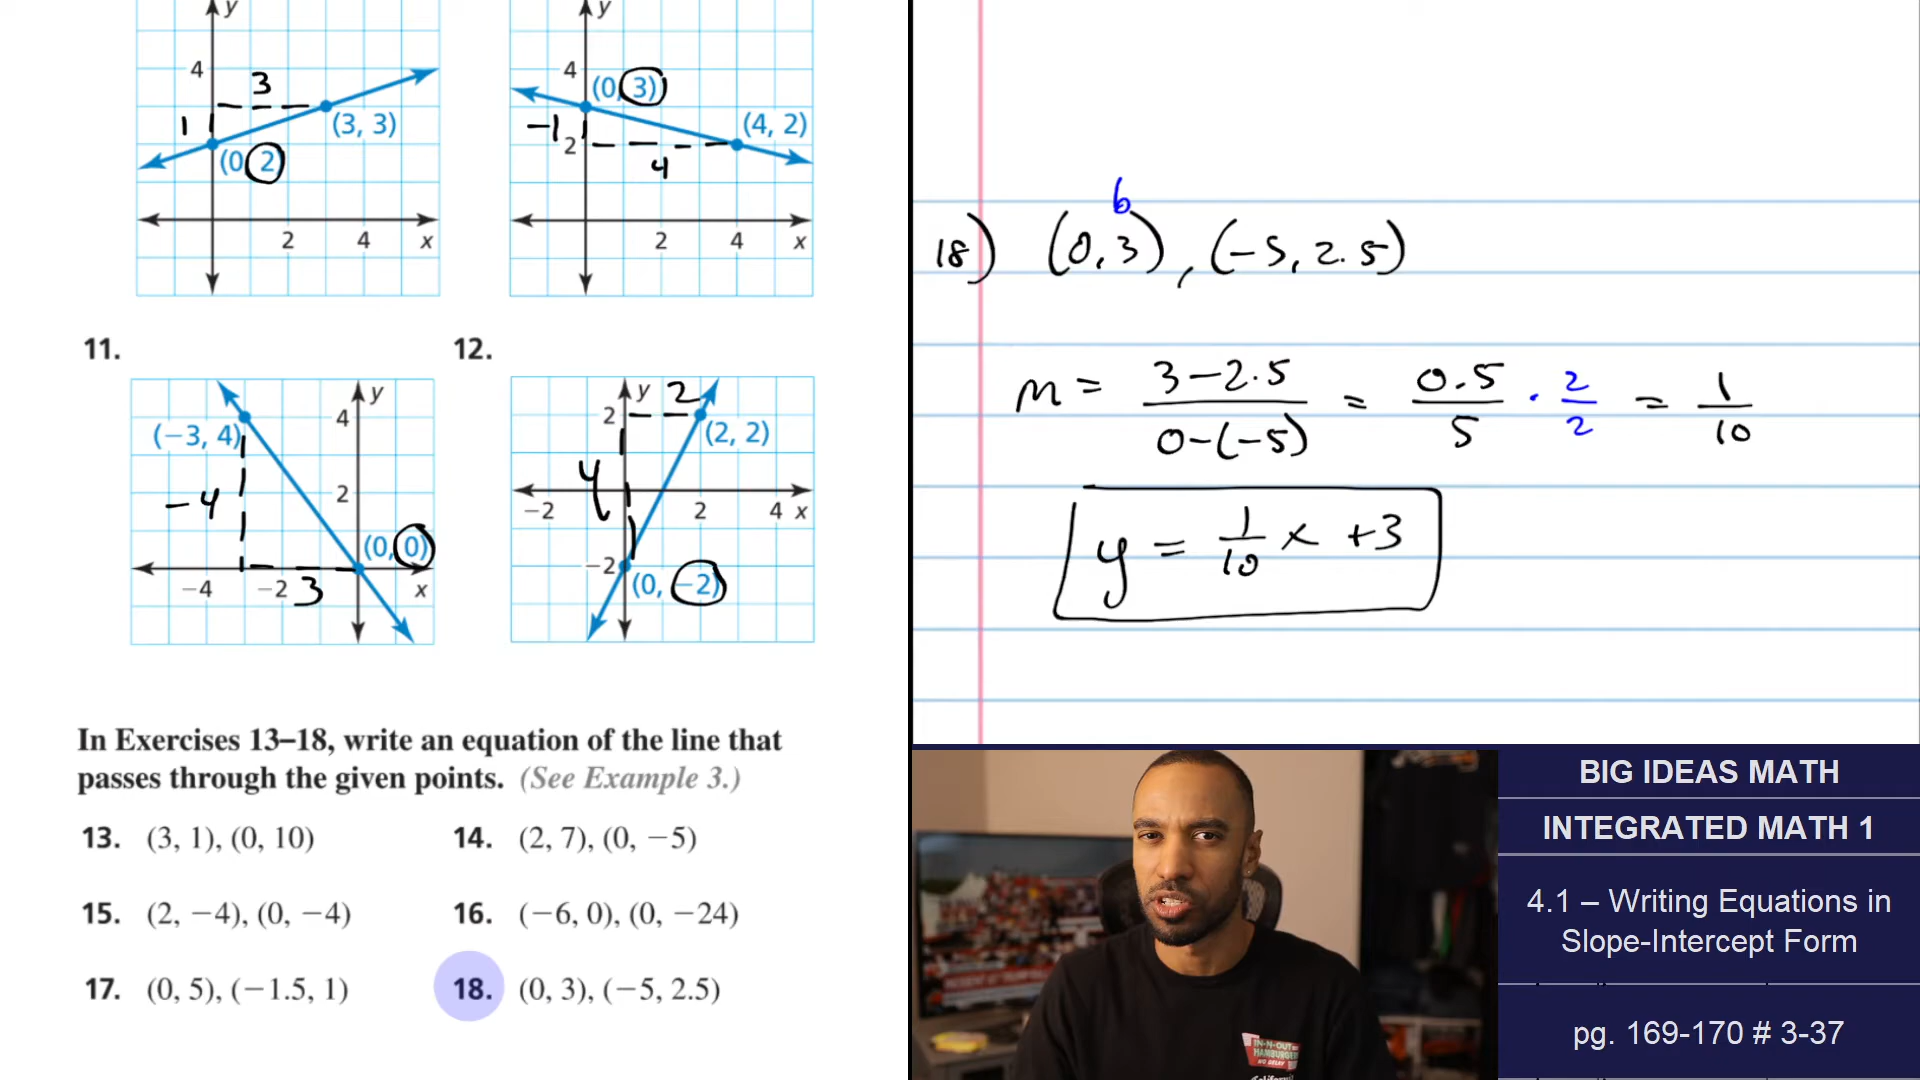 y
4
3
1
(3, 3)
(0, 2)
2
4
x
y
4
(0, 3)
-1
(4, 2)
2
4
2
4
x
11.
y
4
(−3, 4)
-4
2
(0, 0)
−4
−2
3
x
12.
y
2
2
(2, 2)
4
−2
2
4
x
−2
(0, −2)
In Exercises 13–18, write an equation of the line that
passes through the given points. (See Example 3.)
13. (3, 1), (0, 10)
14. (2, 7), (0, −5)
15. (2, −4), (0, −4)
16. (−6, 0), (0, −24)
17. (0, 5), (−1.5, 1)
18. (0, 3), (−5, 2.5)
b
18) (0, 3), (-5, 2.5)
m = 3-2.5 / 0-(-5) = 0.5 / 5 · 2 / 2 = 1 / 10
y = 1/10 x + 3
IN-N-OUT
HAMBURGERS
NO DELAY
BIG IDEAS MATH
INTEGRATED MATH 1
4.1 – Writing Equations in
Slope-Intercept Form
pg. 169-170 # 3-37